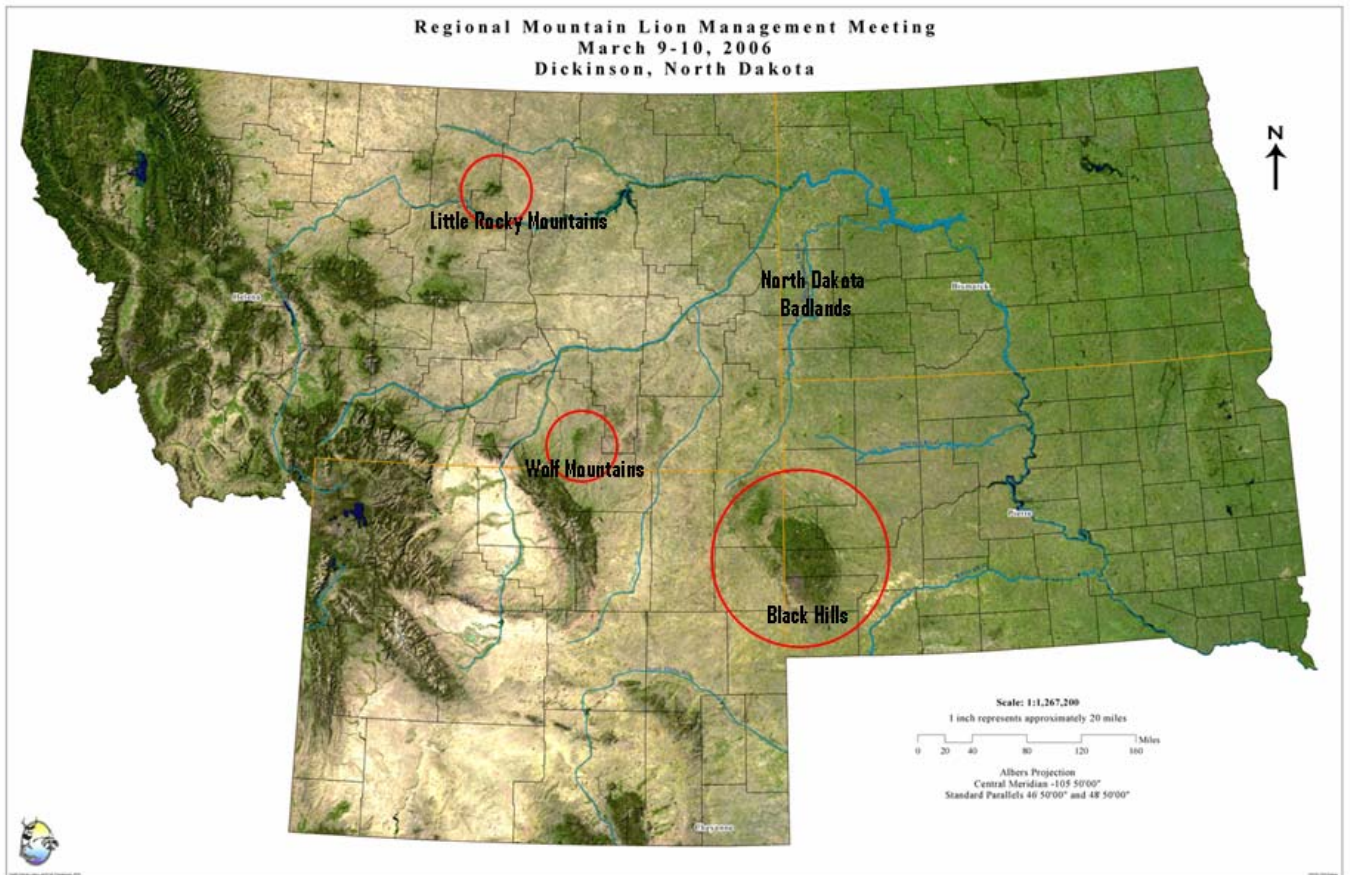 Regional Mountain Lion Management Meeting
March 9-10, 2006
Dickinson, North Dakota
N
Little Rocky Mountains
North Dakota
Badlands
Helena
Bismarck
Wolf Mountains
Pierre
Black Hills
Scale: 1:1,267,200
1 inch represents approximately 20 miles
Miles
0 20 40 80 120 160
Albers Projection
Central Meridian -105 50'00"
Standard Parallels 46 50'00" and 48 50'00"
Cheyenne